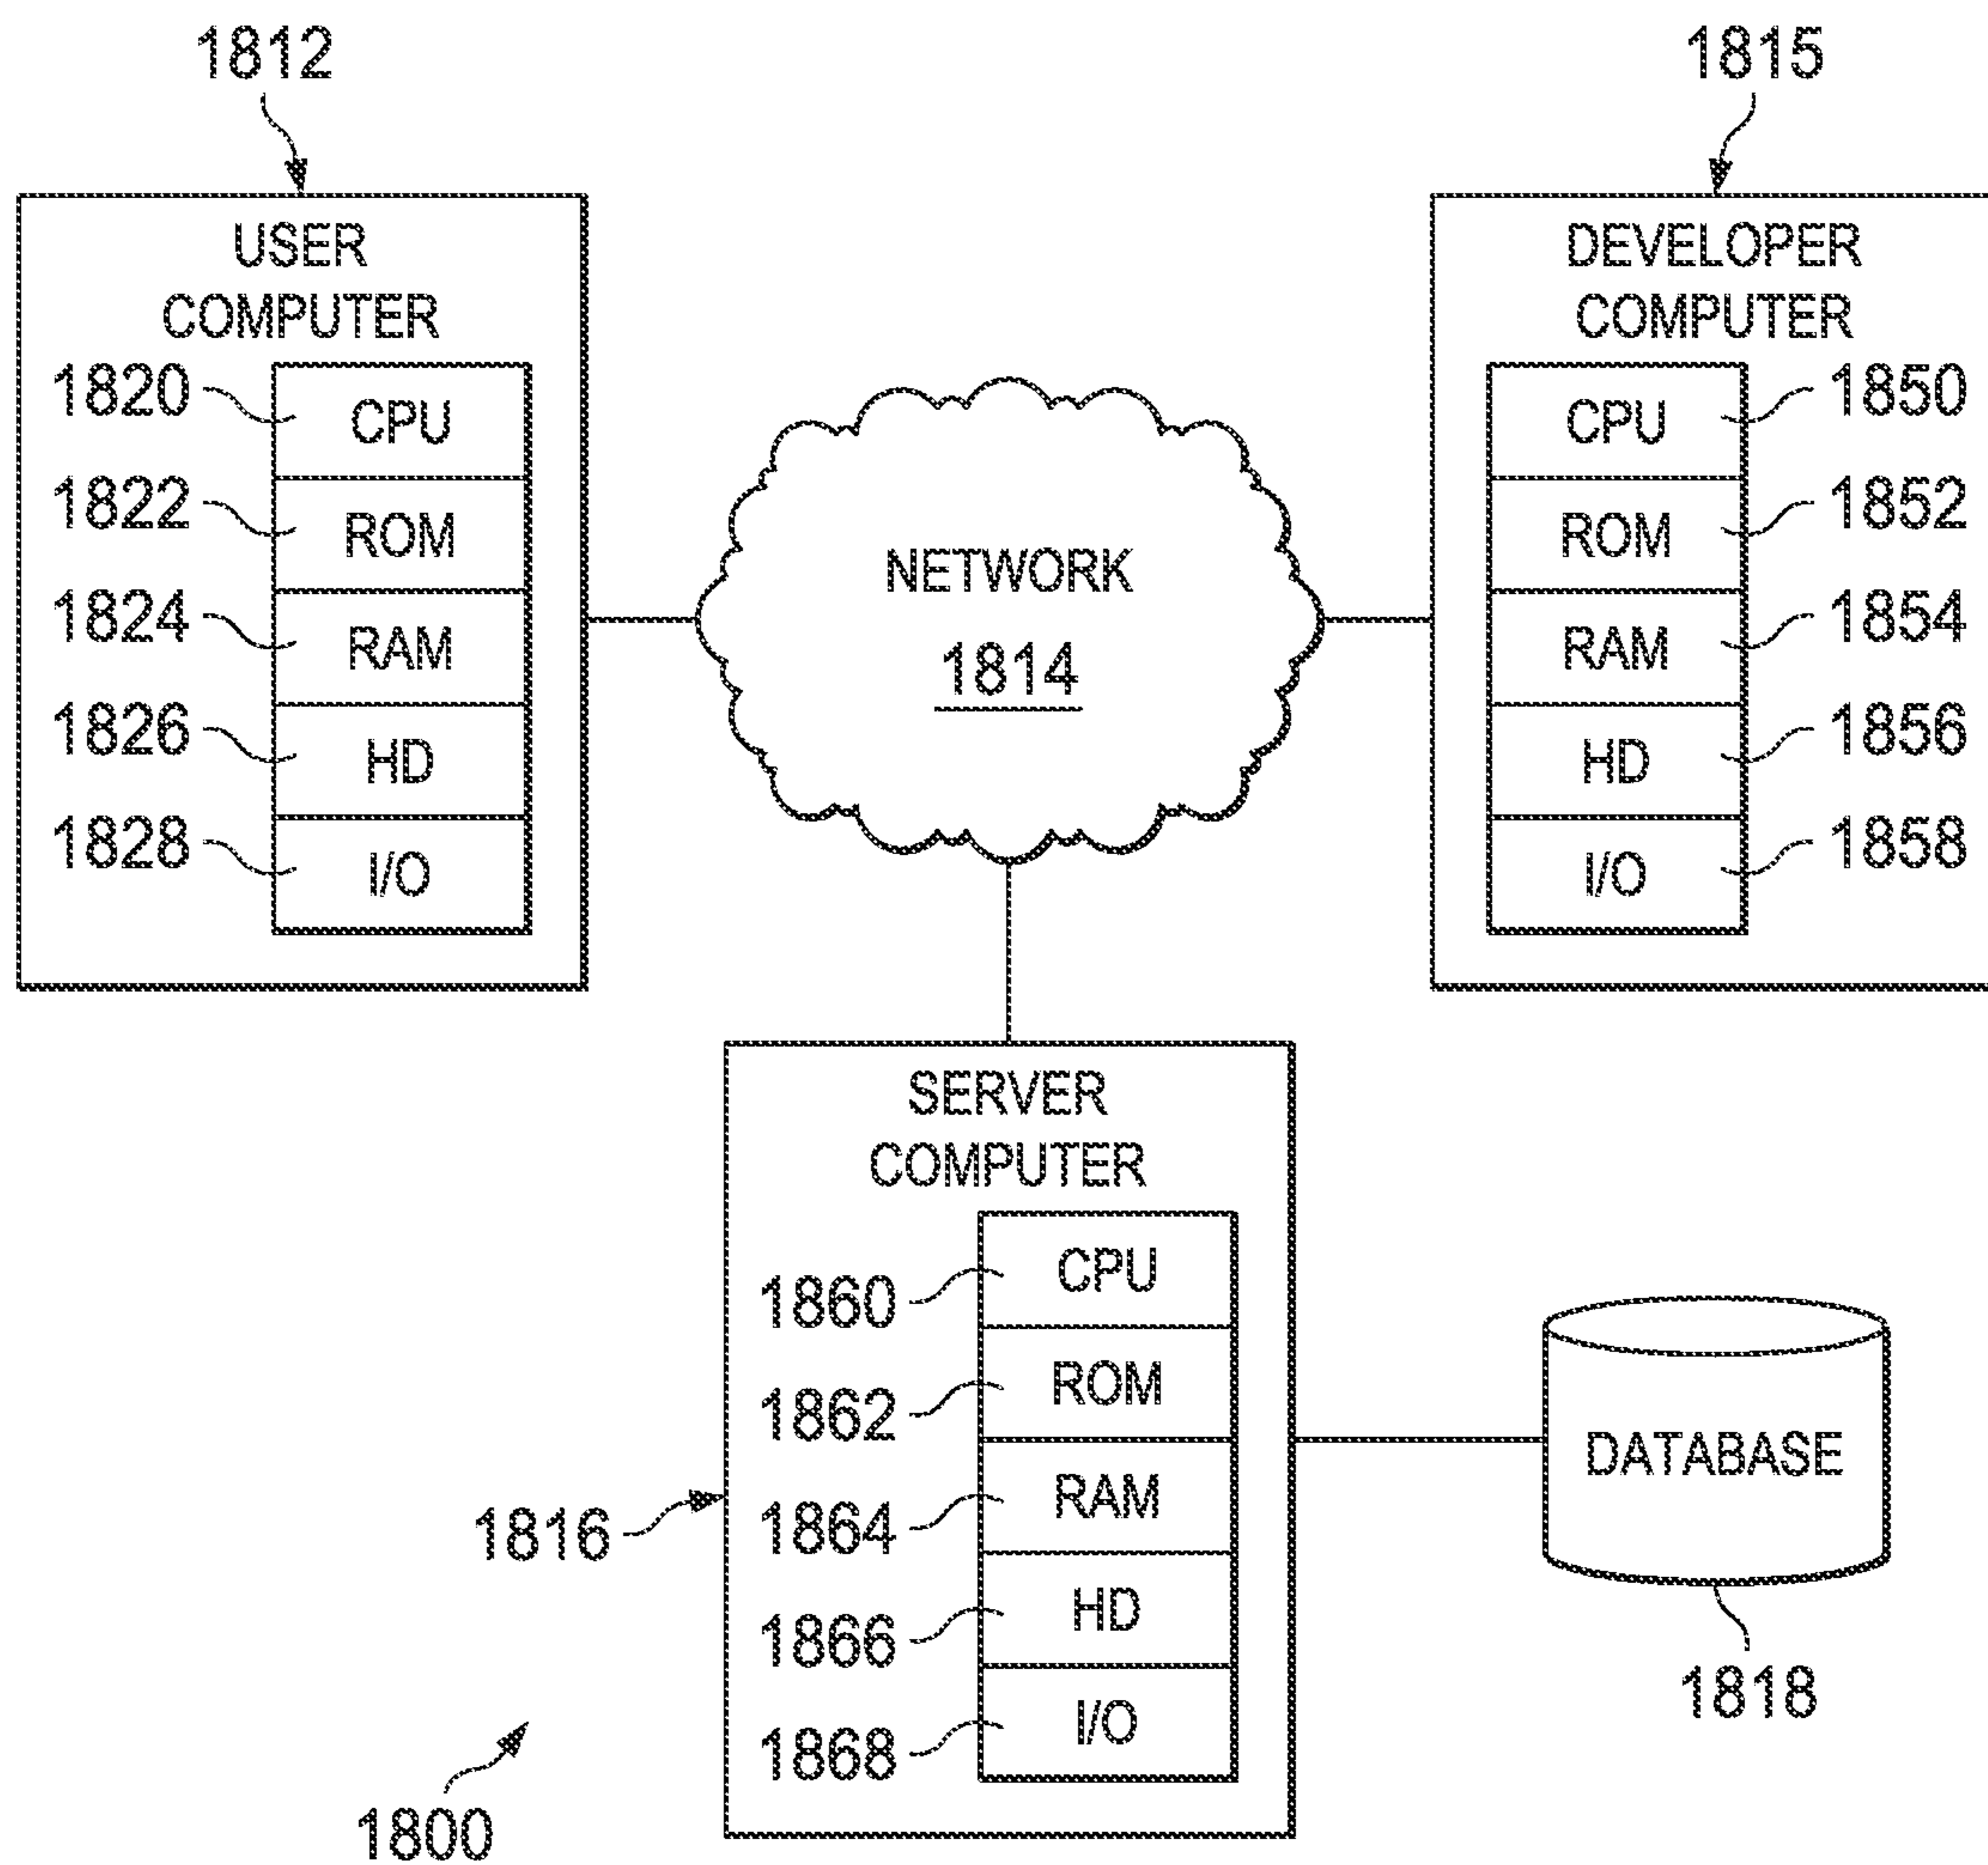 1812
1815
USER
COMPUTER
1820
CPU
1822
ROM
1824
RAM
1826
HD
1828
I/O
NETWORK
1814
DEVELOPER
COMPUTER
CPU
1850
ROM
1852
RAM
1854
HD
1856
I/O
1858
SERVER
COMPUTER
1860
CPU
1862
ROM
1864
RAM
1866
HD
1868
I/O
1816
DATABASE
1818
1800